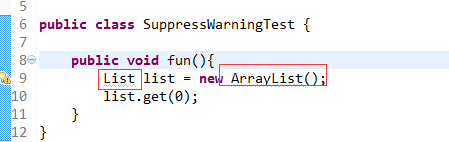 5
6 public class SuppressWarningTest {
7
8 public void fun(){
9 List list = new ArrayList();
10 list.get(0);
11 }
12 }